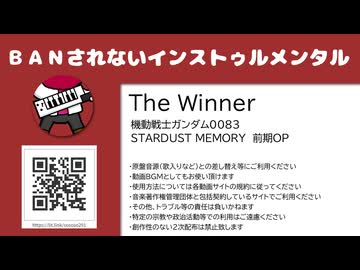 BANされないインストゥルメンタル
The Winner
機動戦士ガンダム0083
STARDUST MEMORY 前期OP
・原盤音源（歌入りなど）との差し替え等にご利用ください
・動画BGMとしてもお使い頂けます
・使用方法については各動画サイトの規約に従ってください
・音楽著作権管理団体と包括契約しているサイトでご利用ください
・その他、トラブル等の責任は負いかねます
・特定の宗教や政治活動等での利用はご遠慮ください
・創作性のない2次配布は禁止致します